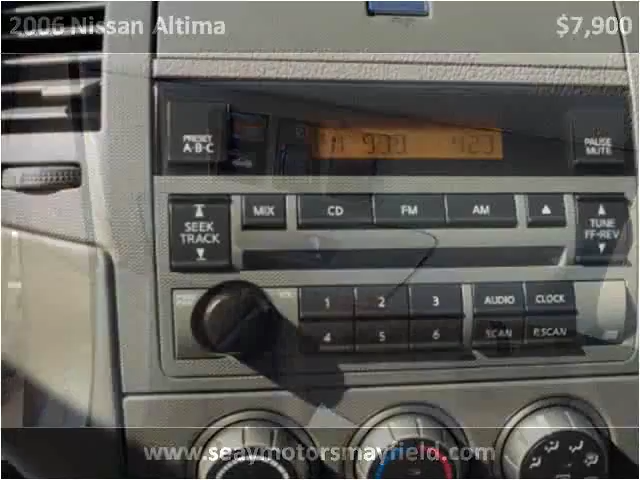 2006 Nissan Altima $7,900
PRESET A·B·C
PAUSE MUTE
SEEK TRACK
MIX CD FM AM
TUNE FF·REV
1 2 3 AUDIO CLOCK
4 5 6 SCAN RSCAN
www.seaymotorsmayfield.com